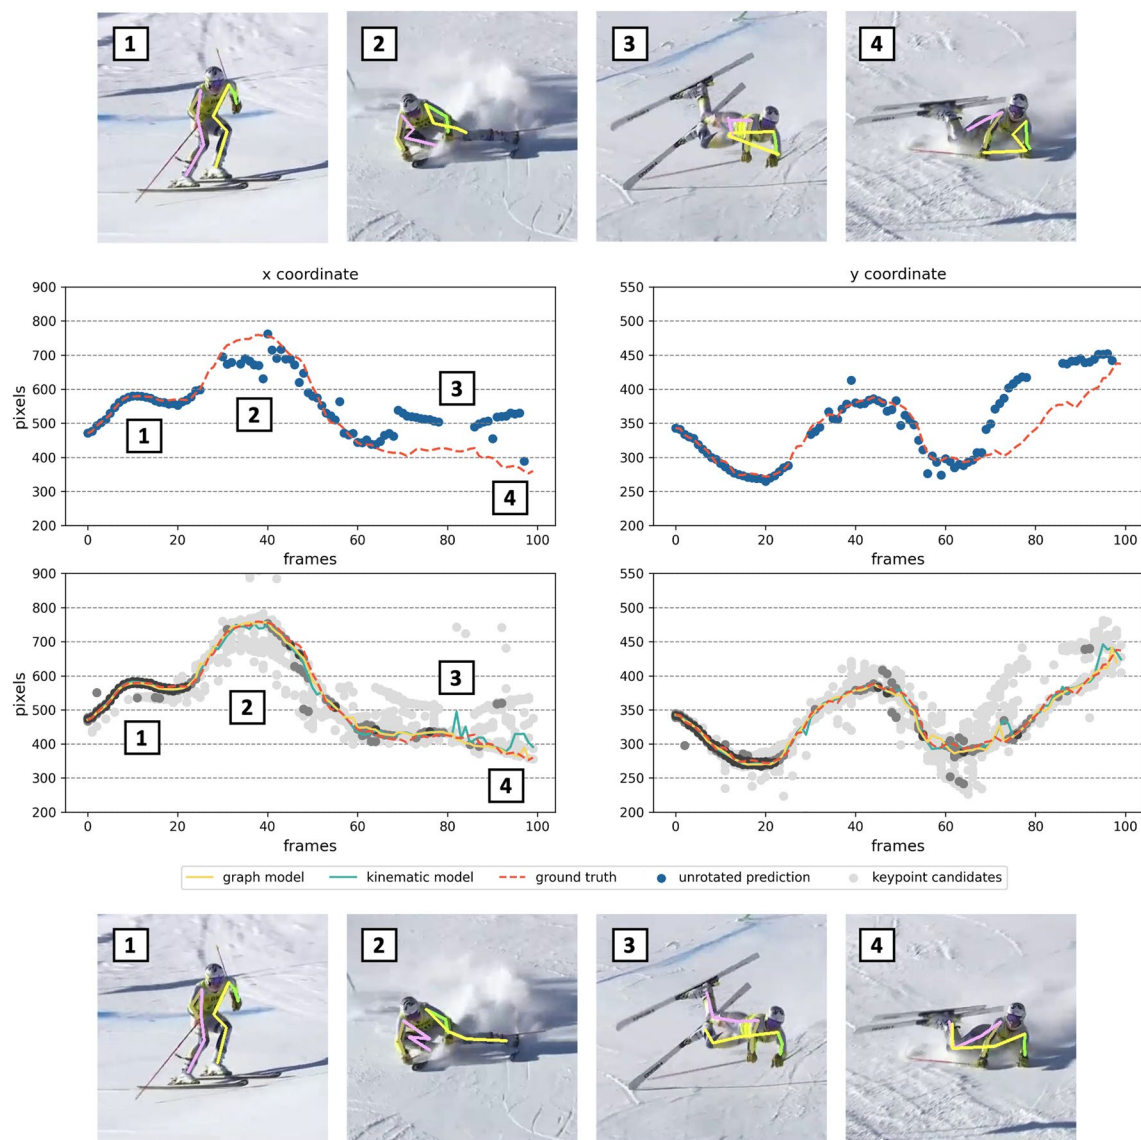 1 2 3 4
x coordinate y coordinate
900 550
800 500
700 450
600 400
500 350
400 300
300 250
200 200
pixels
1 2 3 4
0 20 40 60 80 100 0 20 40 60 80 100
frames frames
900 550
800 500
700 450
600 400
500 350
400 300
300 250
200 200
pixels
1 2 3 4
0 20 40 60 80 100 0 20 40 60 80 100
frames frames
graph model kinematic model ground truth unrotated prediction keypoint candidates
1 2 3 4